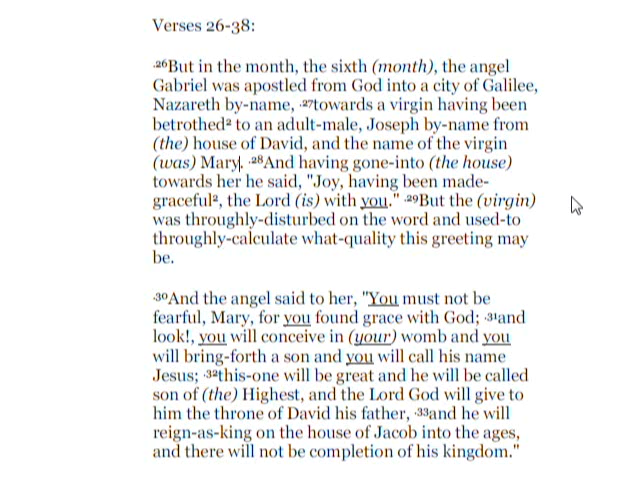 Verses 26-38:
26But in the month, the sixth (month), the angel
Gabriel was apostled from God into a city of Galilee,
Nazareth by-name, 27towards a virgin having been
betrothed² to an adult-male, Joseph by-name from
(the) house of David, and the name of the virgin
(was) Mary. 28And having gone-into (the house)
towards her he said, "Joy, having been made-
graceful², the Lord (is) with you." 29But the (virgin)
was throughly-disturbed on the word and used-to
throughly-calculate what-quality this greeting may
be.
30And the angel said to her, "You must not be
fearful, Mary, for you found grace with God; 31and
look!, you will conceive in (your) womb and you
will bring-forth a son and you will call his name
Jesus; 32this-one will be great and he will be called
son of (the) Highest, and the Lord God will give to
him the throne of David his father, 33and he will
reign-as-king on the house of Jacob into the ages,
and there will not be completion of his kingdom."